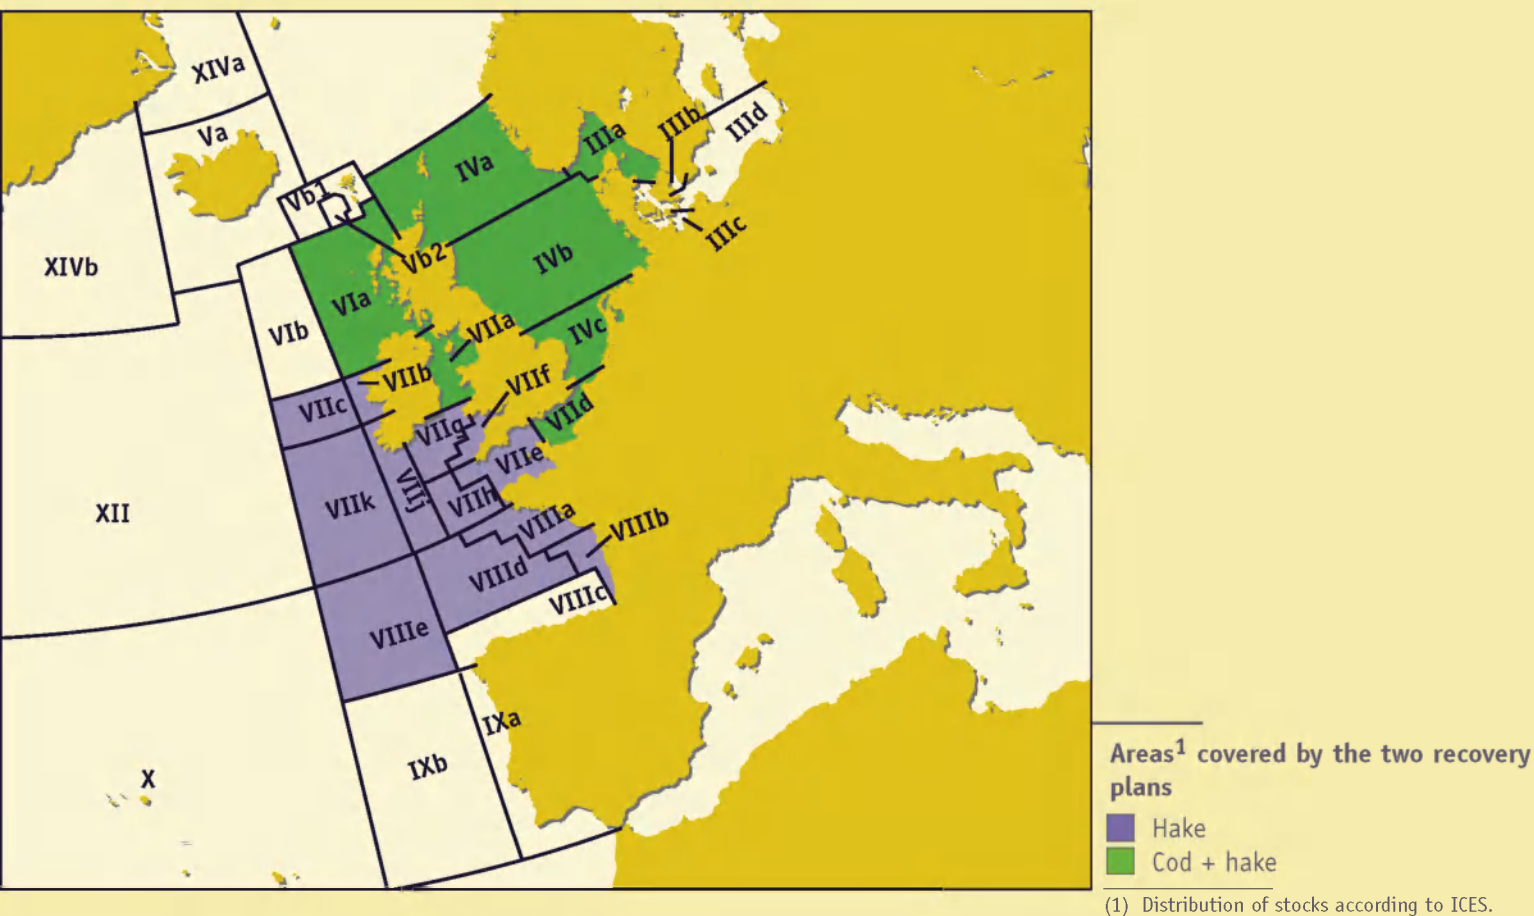 XIVa
Va
IIIa
IIIb
IIId
IVa
Vb1
IIIc
XIVb
Vb2
IVb
VIa
VIb
VIIa
IVc
VIIb
VIIf
VIIc
VIId
VIIg
VIIe
VIIj
VIIk
VIIh
XII
VIIIa
VIIIb
VIIId
VIIIc
VIIIe
IXa
IXb
X
Areas¹ covered by the two recovery
plans
Hake
Cod + hake
(1) Distribution of stocks according to ICES.